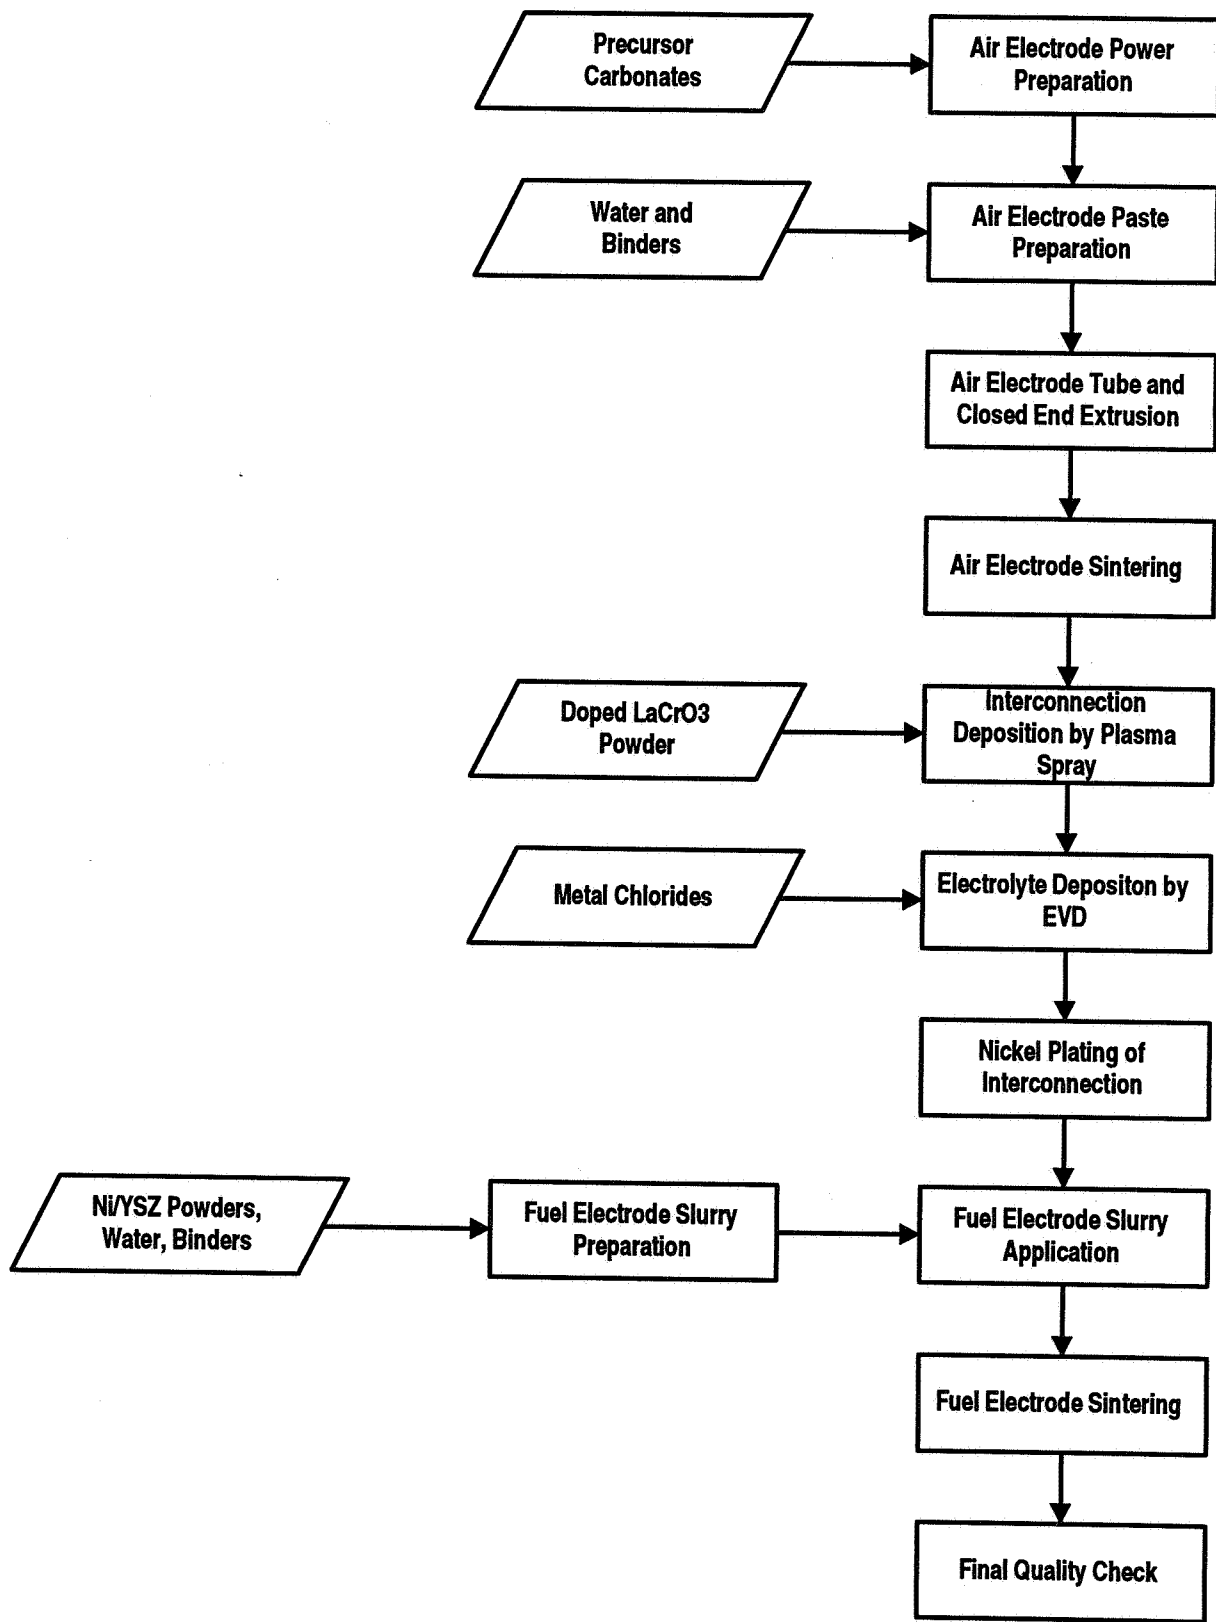 Precursor
Carbonates
Air Electrode Power
Preparation
Water and
Binders
Air Electrode Paste
Preparation
Air Electrode Tube and
Closed End Extrusion
Air Electrode Sintering
Doped LaCrO3
Powder
Interconnection
Deposition by Plasma
Spray
Metal Chlorides
Electrolyte Depositon by
EVD
Nickel Plating of
Interconnection
Ni/YSZ Powders,
Water, Binders
Fuel Electrode Slurry
Preparation
Fuel Electrode Slurry
Application
Fuel Electrode Sintering
Final Quality Check